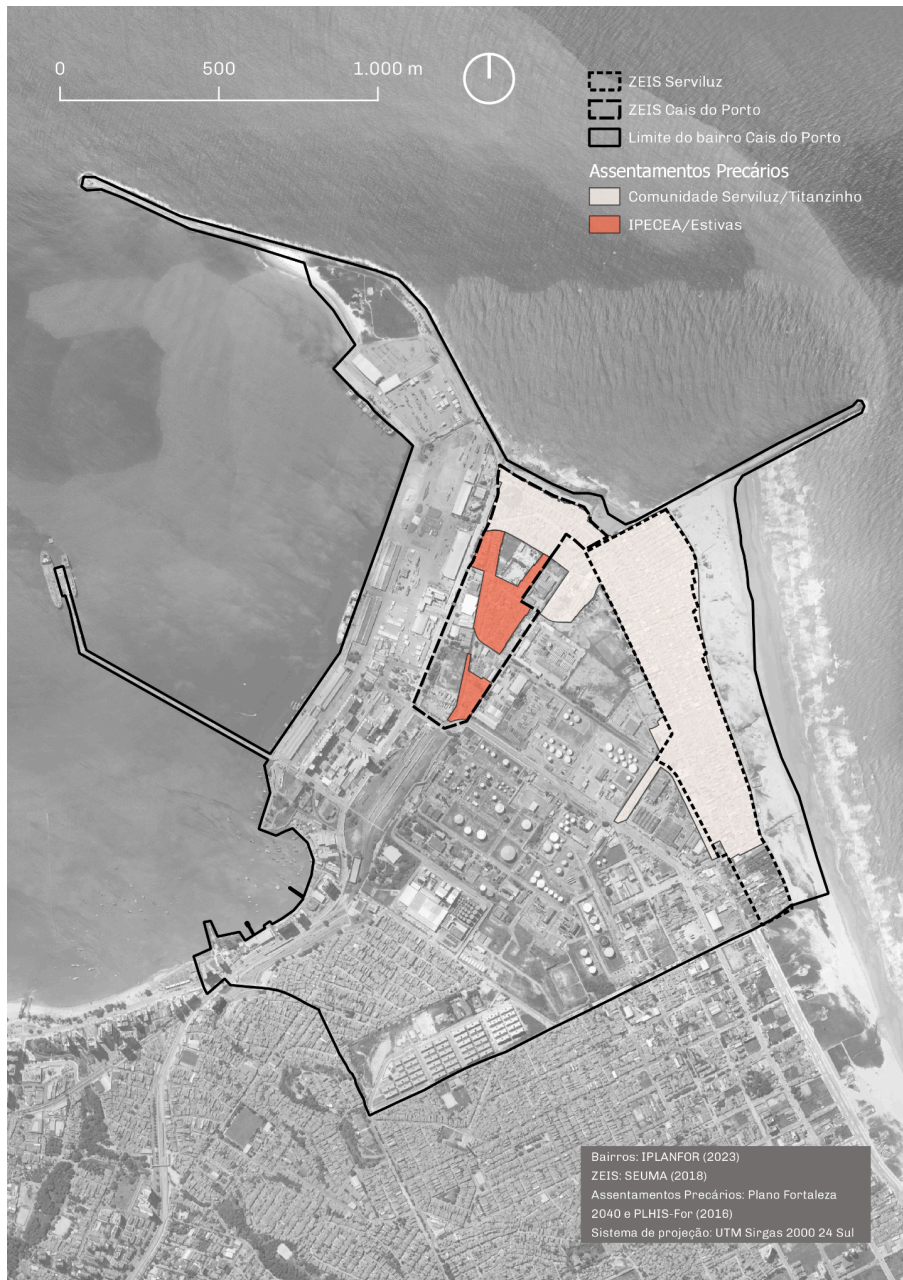 0 500 1.000 m
ZEIS Serviluz
ZEIS Cais do Porto
Limite do bairro Cais do Porto
Assentamentos Precários
Comunidade Serviluz/Titanzinho
IPECEA/Estivas
Bairros: IPLANFOR (2023)
ZEIS: SEUMA (2018)
Assentamentos Precários: Plano Fortaleza
2040 e PLHIS-For (2016)
Sistema de projeção: UTM Sirgas 2000 24 Sul